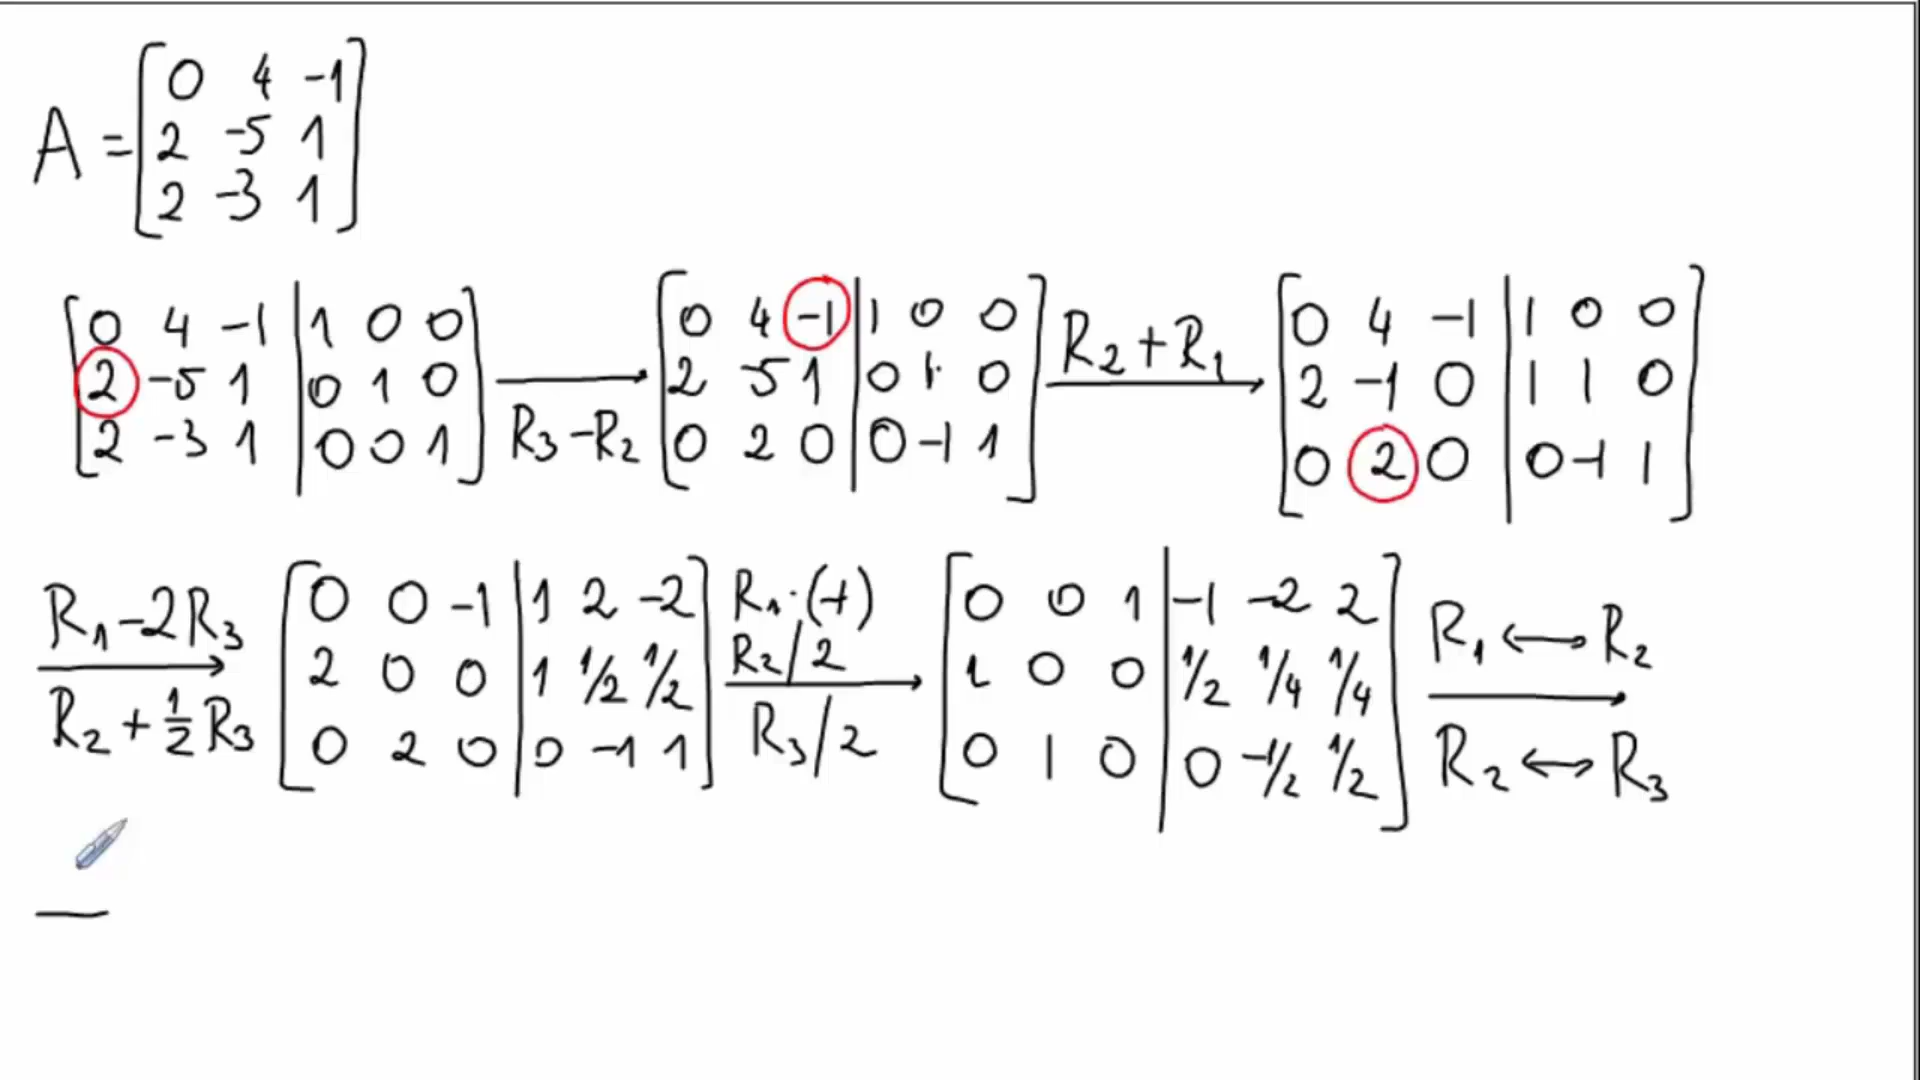 A = [0 4 -1
2 -5 1
2 -3 1]
[0 4 -1 | 1 0 0
2 -5 1 | 0 1 0
2 -3 1 | 0 0 1]
→ R₃-R₂
[0 4 -1 | 1 0 0
2 -5 1 | 0 1 0
0 2 0 | 0 -1 1]
R₂+R₁ →
[0 4 -1 | 1 0 0
2 -1 0 | 1 1 0
0 2 0 | 0 -1 1]
R₁-2R₃ →
R₂ + 1/2 R₃
[0 0 -1 | 1 2 -2
2 0 0 | 1 1/2 1/2
0 2 0 | 0 -1 1]
R₁·(-1)
R₂/2 →
R₃/2
[0 0 1 | -1 -2 2
1 0 0 | 1/2 1/4 1/4
0 1 0 | 0 -1/2 1/2]
R₁ ↔ R₂ →
R₂ ↔ R₃